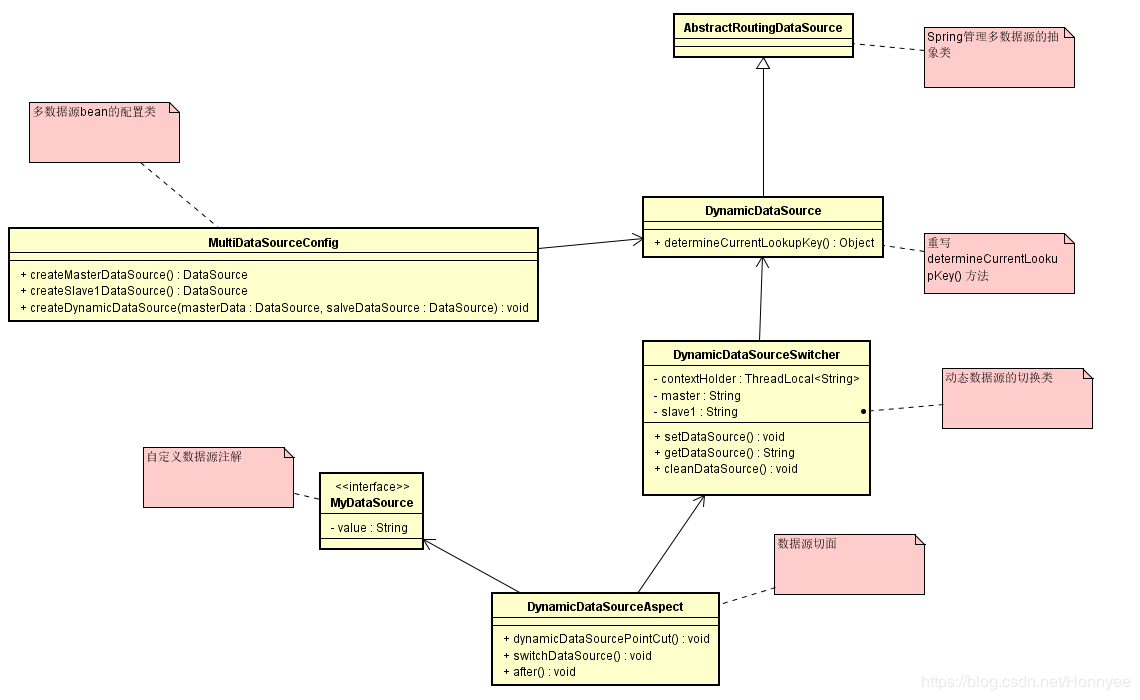 AbstractRoutingDataSource
Spring管理多数据源的抽
象类
多数据源bean的配置类
DynamicDataSource
+ determineCurrentLookupKey() : Object
重写
determineCurrentLooku
pKey() 方法
MultiDataSourceConfig
+ createMasterDataSource() : DataSource
+ createSlave1DataSource() : DataSource
+ createDynamicDataSource(masterData : DataSource, salveDataSource : DataSource) : void
DynamicDataSourceSwitcher
- contextHolder : ThreadLocal<String>
- master : String
- slave1 : String
+ setDataSource() : void
+ getDataSource() : String
+ cleanDataSource() : void
动态数据源的切换类
自定义数据源注解
<<interface>>
MyDataSource
- value : String
数据源切面
DynamicDataSourceAspect
+ dynamicDataSourcePointCut() : void
+ switchDataSource() : void
+ after() : void
https://blog.csdn.net/Honnyee